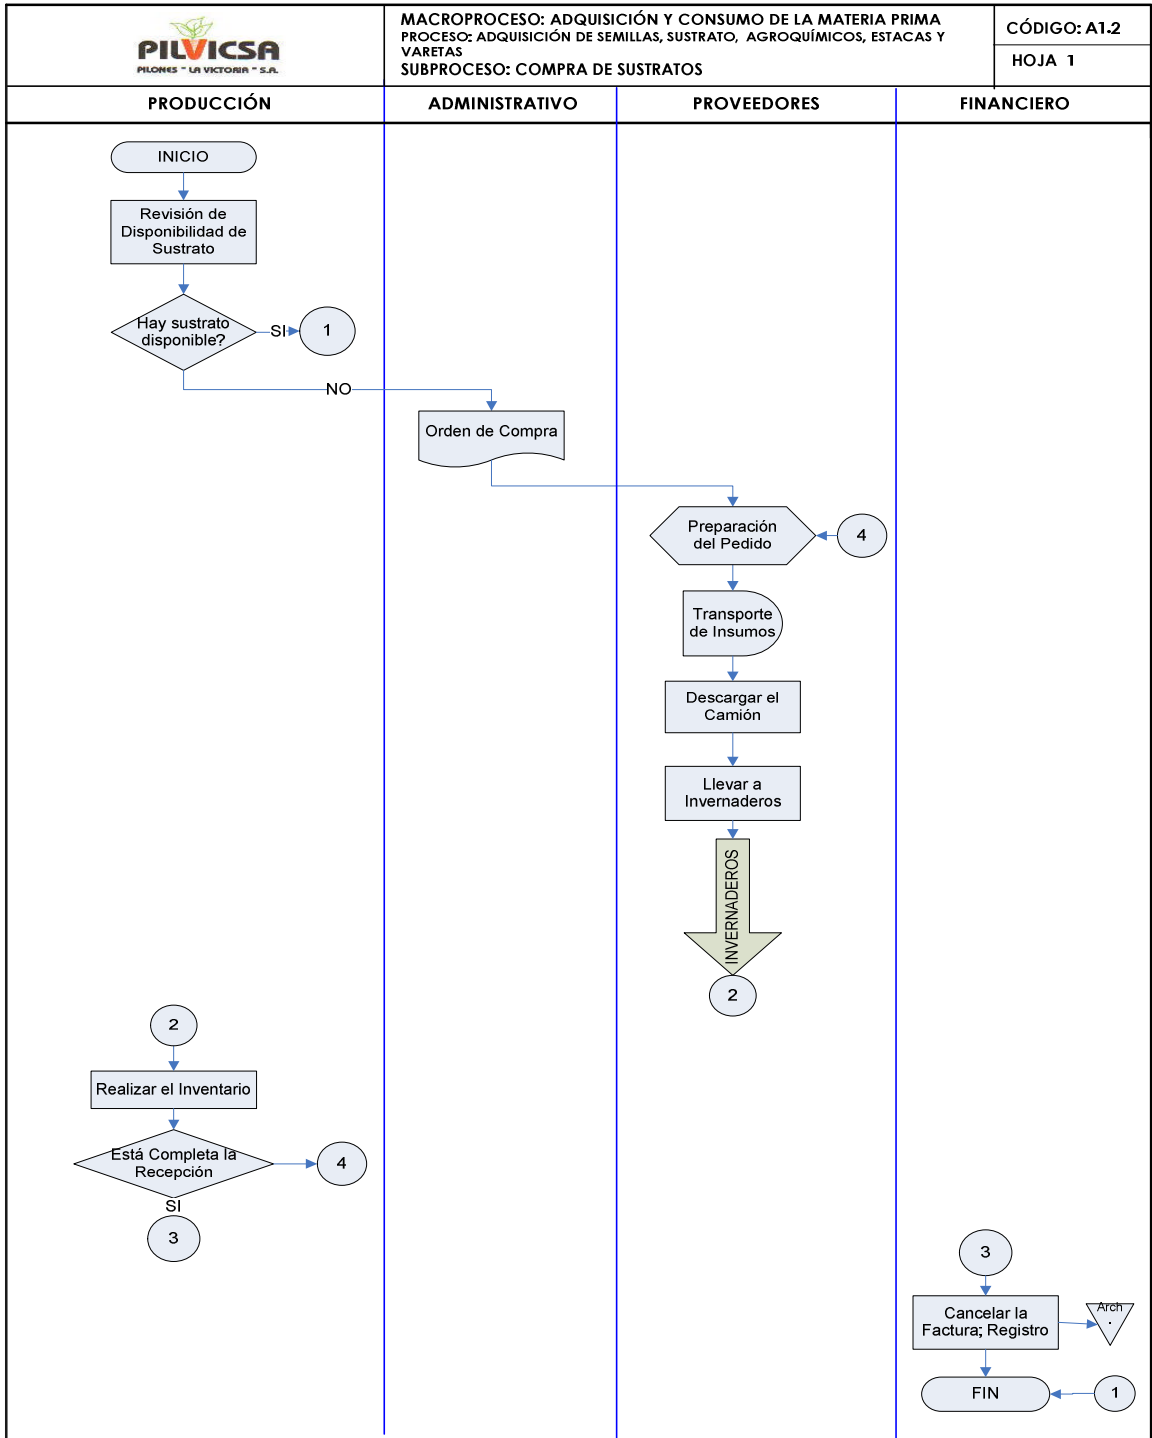 PILVICSA
PILONES "LA VICTORIA" S.A.
MACROPROCESO: ADQUISICIÓN Y CONSUMO DE LA MATERIA PRIMA
PROCESO: ADQUISICIÓN DE SEMILLAS, SUSTRATO, AGROQUÍMICOS, ESTACAS Y
VARETAS
SUBPROCESO: COMPRA DE SUSTRATOS
CÓDIGO: A1.2
HOJA 1
PRODUCCIÓN
ADMINISTRATIVO
PROVEEDORES
FINANCIERO
INICIO
Revisión de
Disponibilidad de
Sustrato
Hay sustrato
disponible?
SI
1
NO
Orden de Compra
Preparación
del Pedido
4
Transporte
de Insumos
Descargar el
Camión
Llevar a
Invernaderos
INVERNADEROS
2
2
Realizar el Inventario
Está Completa la
Recepción
4
SI
3
3
Cancelar la
Factura; Registro
Arch
.
FIN
1